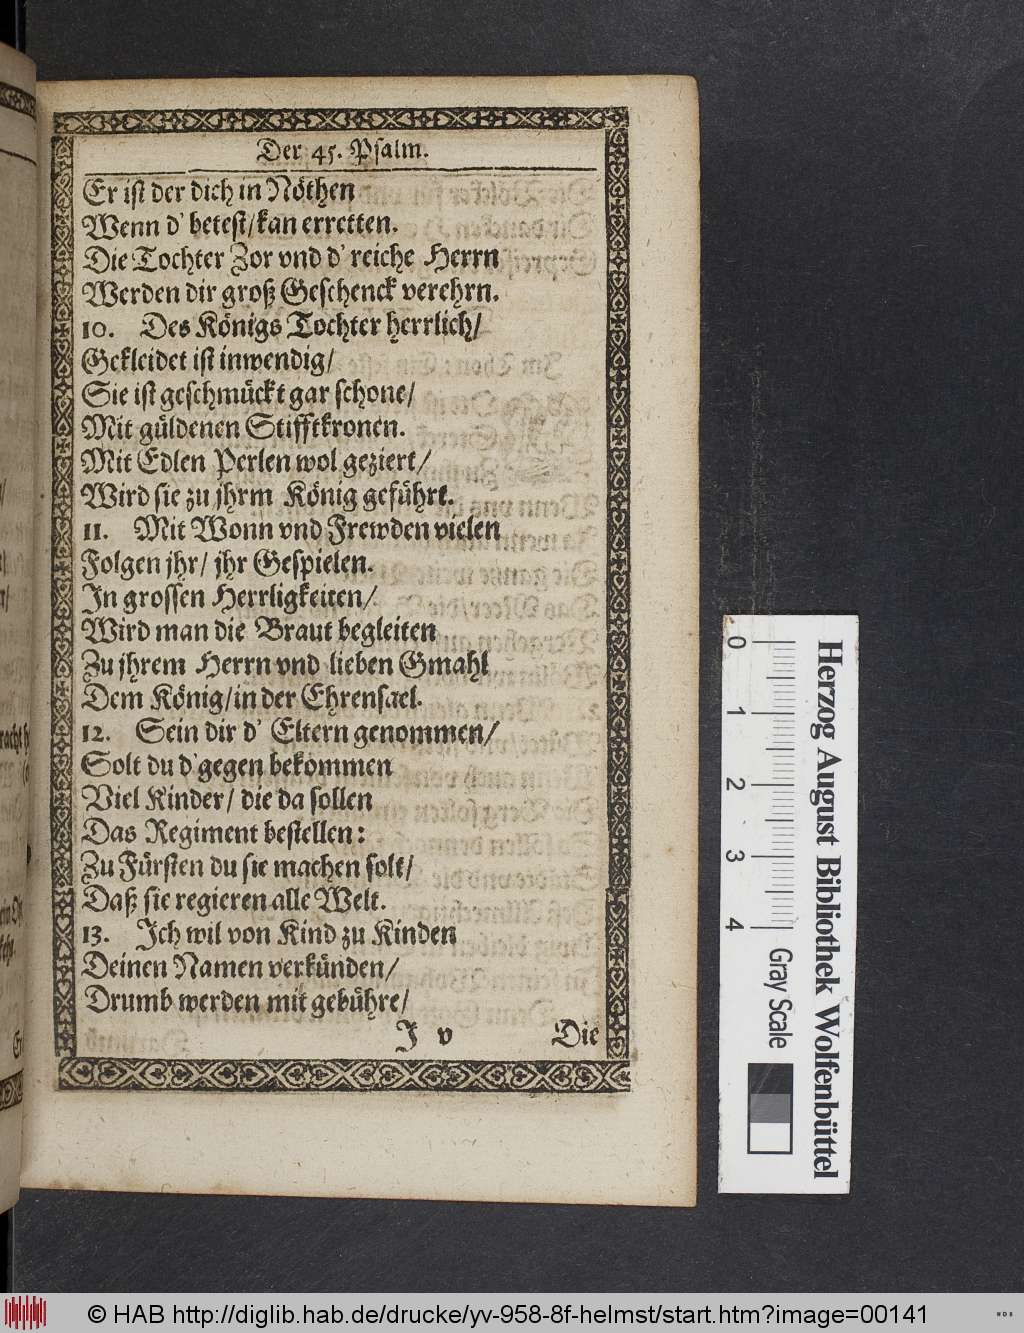 Der 45. Psalm.
Er ist der dich in Nöthen
Wenn d' betest/kan erretten.
Die Tochter Zor vnd d' reiche Herrn
Werden dir groß Geschenck verehrn.
10. Des Königs Tochter herrlich/
Gekleidet ist inwendig/
Sie ist geschmückt gar schone/
Mit güldenen Stifftkronen.
Mit Edlen Perlen wol geziert/
Wird sie zu jhrm König geführt.
11. Mit Wonn vnd Frewden vielen
Folgen jhr/ jhr Gespielen.
In grossen Herrligkeiten/
Wird man die Braut begleiten
Zu jhrem Herrn vnd lieben Gmahl
Dem König/in der Ehrensael.
12. Sein dir d' Eltern genommen/
Solt du d'gegen bekommen
Viel Kinder/ die da sollen
Das Regiment bestellen:
Zu Fürsten du sie machen solt/
Daß sie regieren alle Welt.
13. Ich wil von Kind zu Kinden
Deinen Namen verkünden/
Drumb werden mit gebühre/
I v Die
0 1 2 3 4
Herzog August Bibliothek Wolfenbüttel
Gray Scale
© HAB http://diglib.hab.de/drucke/yv-958-8f-helmst/start.htm?image=00141